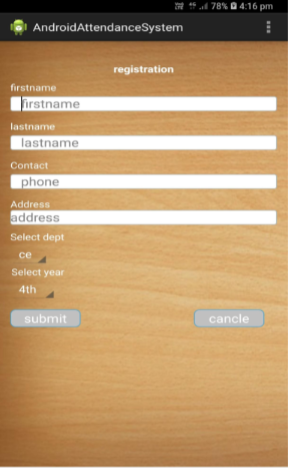 78% 4:16 pm
AndroidAttendanceSystem
registration
firstname
firstname
lastname
lastname
Contact
phone
Address
address
Select dept
ce
Select year
4th
submit cancle